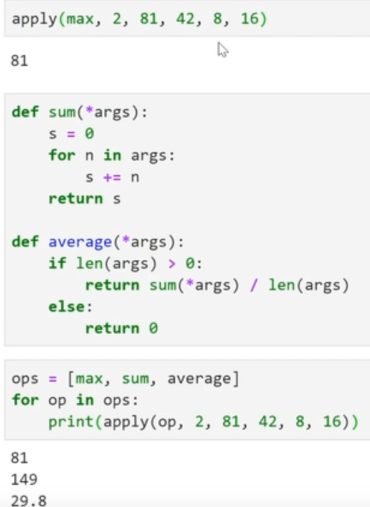 apply(max, 2, 81, 42, 8, 16)
81
def sum(*args):
    s = 0
    for n in args:
        s += n
    return s

def average(*args):
    if len(args) > 0:
        return sum(*args) / len(args)
    else:
        return 0
ops = [max, sum, average]
for op in ops:
    print(apply(op, 2, 81, 42, 8, 16))
81
149
29.8